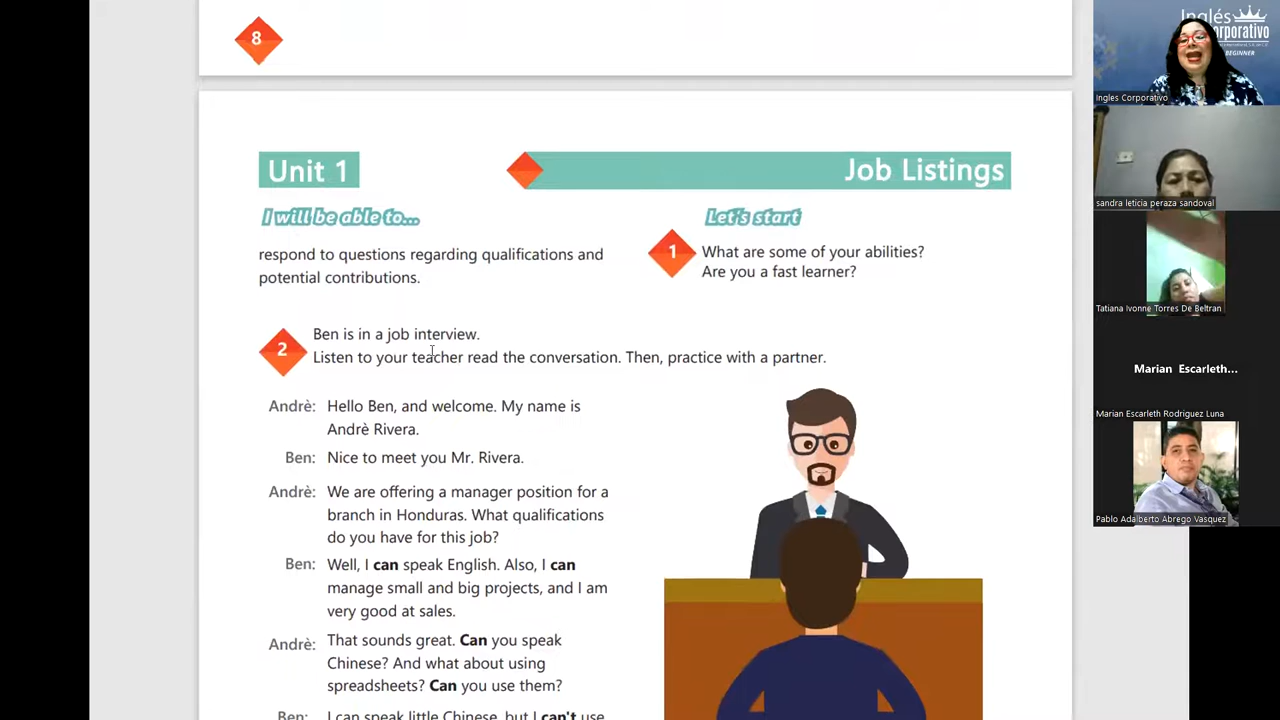 8
Unit 1
Job Listings
I will be able to...
Let's start
respond to questions regarding qualifications and
potential contributions.
1
What are some of your abilities?
Are you a fast learner?
2
Ben is in a job interview.
Listen to your teacher read the conversation. Then, practice with a partner.
Andrè: Hello Ben, and welcome. My name is
Andrè Rivera.
Ben: Nice to meet you Mr. Rivera.
Andrè: We are offering a manager position for a
branch in Honduras. What qualifications
do you have for this job?
Ben: Well, I can speak English. Also, I can
manage small and big projects, and I am
very good at sales.
Andrè: That sounds great. Can you speak
Chinese? And what about using
spreadsheets? Can you use them?
Ben: I can speak little Chinese, but I can't use
Inglés
orporativo
BEGINNER
Ingles Corporativo
sandra leticia peraza sandoval
Tatiana Ivonne Torres De Beltran
Marian Escarleth...
Marian Escarleth Rodriguez Luna
Pablo Adalberto Abrego Vasquez